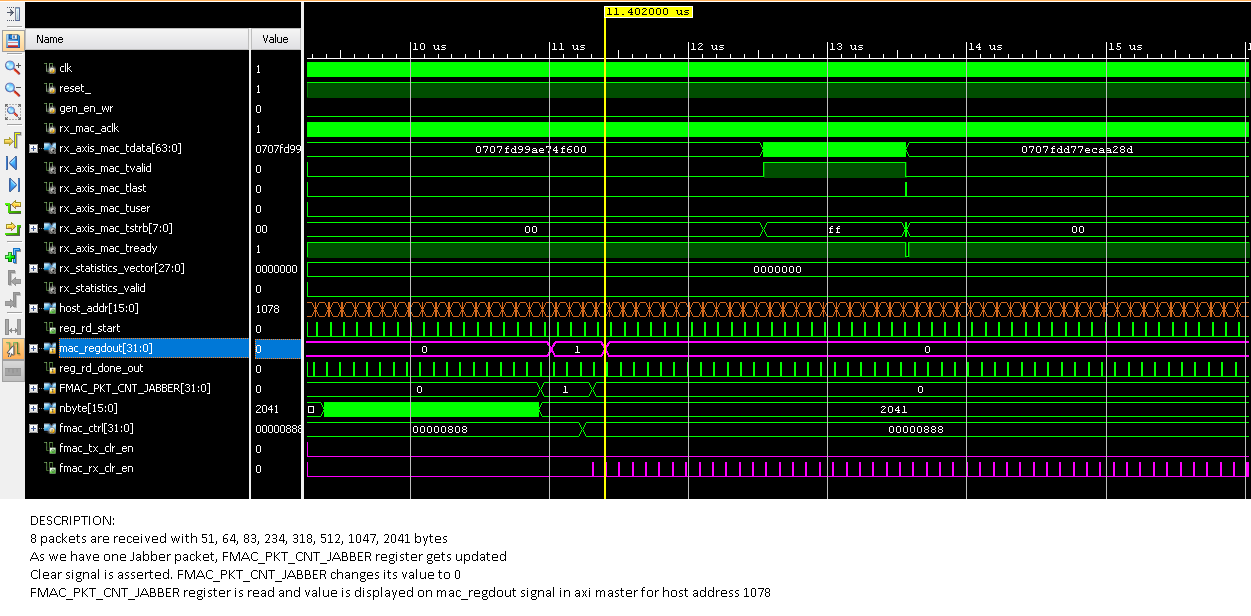 11.402000 us
Name Value
10 us 11 us 12 us 13 us 14 us 15 us
clk 1
reset_ 1
gen_en_wr 0
rx_mac_aclk 1
rx_axis_mac_tdata[63:0] 0707fd99 0707fd99ae74f600 0707fdd77ecaa28d
rx_axis_mac_tvalid 0
rx_axis_mac_tlast 0
rx_axis_mac_tuser 0
rx_axis_mac_tstrb[7:0] 00 00 ff 00
rx_axis_mac_tready 1
rx_statistics_vector[27:0] 0000000 0000000
rx_statistics_valid 0
host_addr[15:0] 1078
reg_rd_start 0
mac_regdout[31:0] 0 0 1 0
reg_rd_done_out 0
FMAC_PKT_CNT_JABBER[31:0] 0 0 1 0
nbyte[15:0] 2041 2041
fmac_ctrl[31:0] 00000888 00000808 00000888
fmac_tx_clr_en 0
fmac_rx_clr_en 0
DESCRIPTION:
8 packets are received with 51, 64, 83, 234, 318, 512, 1047, 2041 bytes
As we have one Jabber packet, FMAC_PKT_CNT_JABBER register gets updated
Clear signal is asserted. FMAC_PKT_CNT_JABBER changes its value to 0
FMAC_PKT_CNT_JABBER register is read and value is displayed on mac_regdout signal in axi master for host address 1078